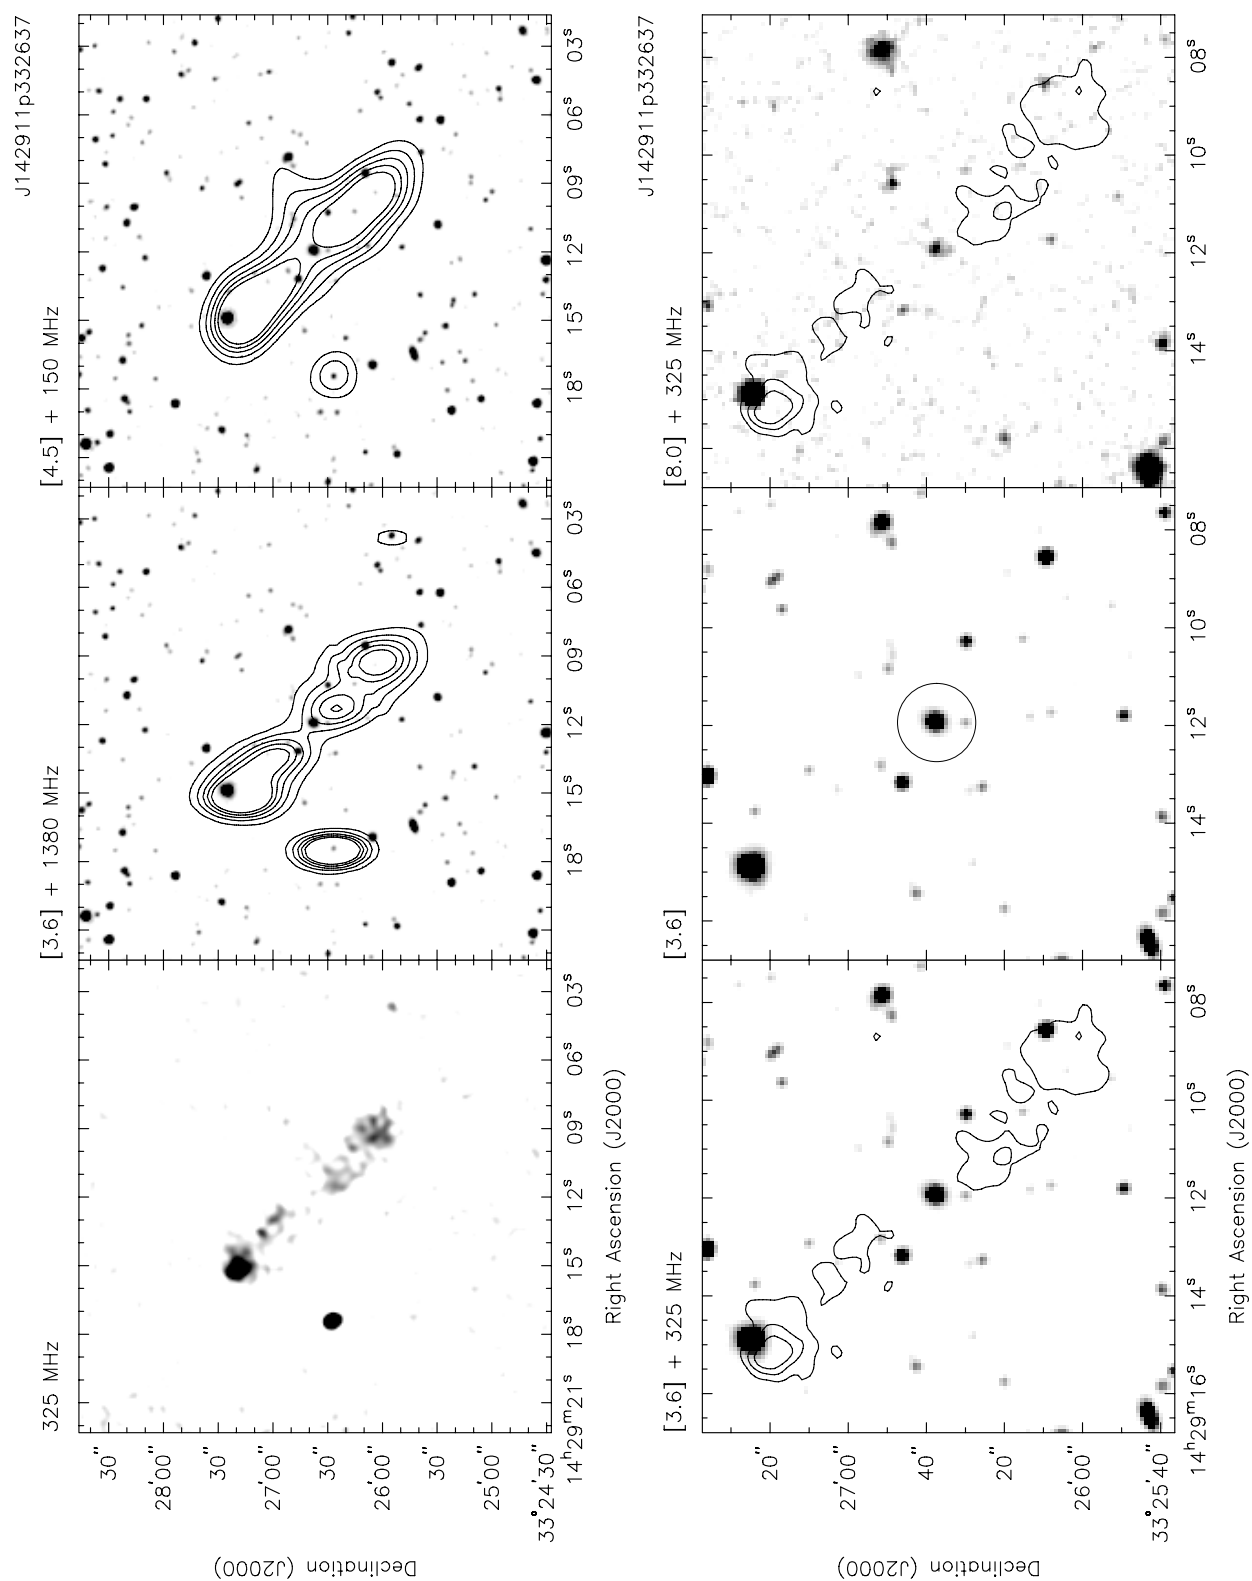 325 MHz
[3.6] + 1380 MHz
[4.5] + 150 MHz
J142911p332637
30″
28′00″
30″
27′00″
30″
26′00″
30″
25′00″
33°24′30″
14ʰ29ᵐ21ˢ
18ˢ
15ˢ
12ˢ
09ˢ
06ˢ
03ˢ
18ˢ
15ˢ
12ˢ
09ˢ
06ˢ
03ˢ
18ˢ
15ˢ
12ˢ
09ˢ
06ˢ
03ˢ
Declination (J2000)
Right Ascension (J2000)
[3.6] + 325 MHz
[3.6]
[8.0] + 325 MHz
J142911p332637
20″
27′00″
40″
20″
26′00″
33°25′40″
14ʰ29ᵐ16ˢ
14ˢ
12ˢ
10ˢ
08ˢ
14ˢ
12ˢ
10ˢ
08ˢ
14ˢ
12ˢ
10ˢ
08ˢ
Declination (J2000)
Right Ascension (J2000)